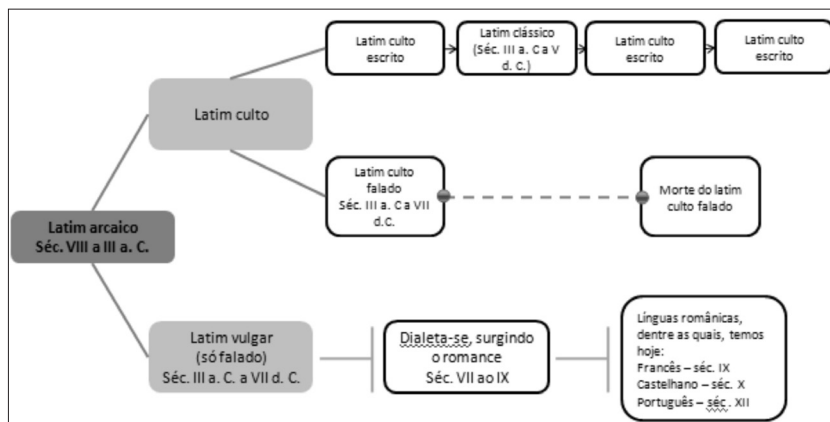 Latim culto
escrito
Latim clássico
(Séc. III a. C a V
d. C.)
Latim culto
escrito
Latim culto
escrito
Latim culto
Latim culto
falado
Séc. III a. C a VII
d.C.
Morte do latim
culto falado
Latim arcaico
Séc. VIII a III a. C.
Latim vulgar
(só falado)
Séc. III a. C. a VII d. C.
Dialeta-se, surgindo
o romance
Séc. VII ao IX
Línguas românicas,
dentre as quais, temos
hoje:
Francês – séc. IX
Castelhano – séc. X
Português – séc . XII